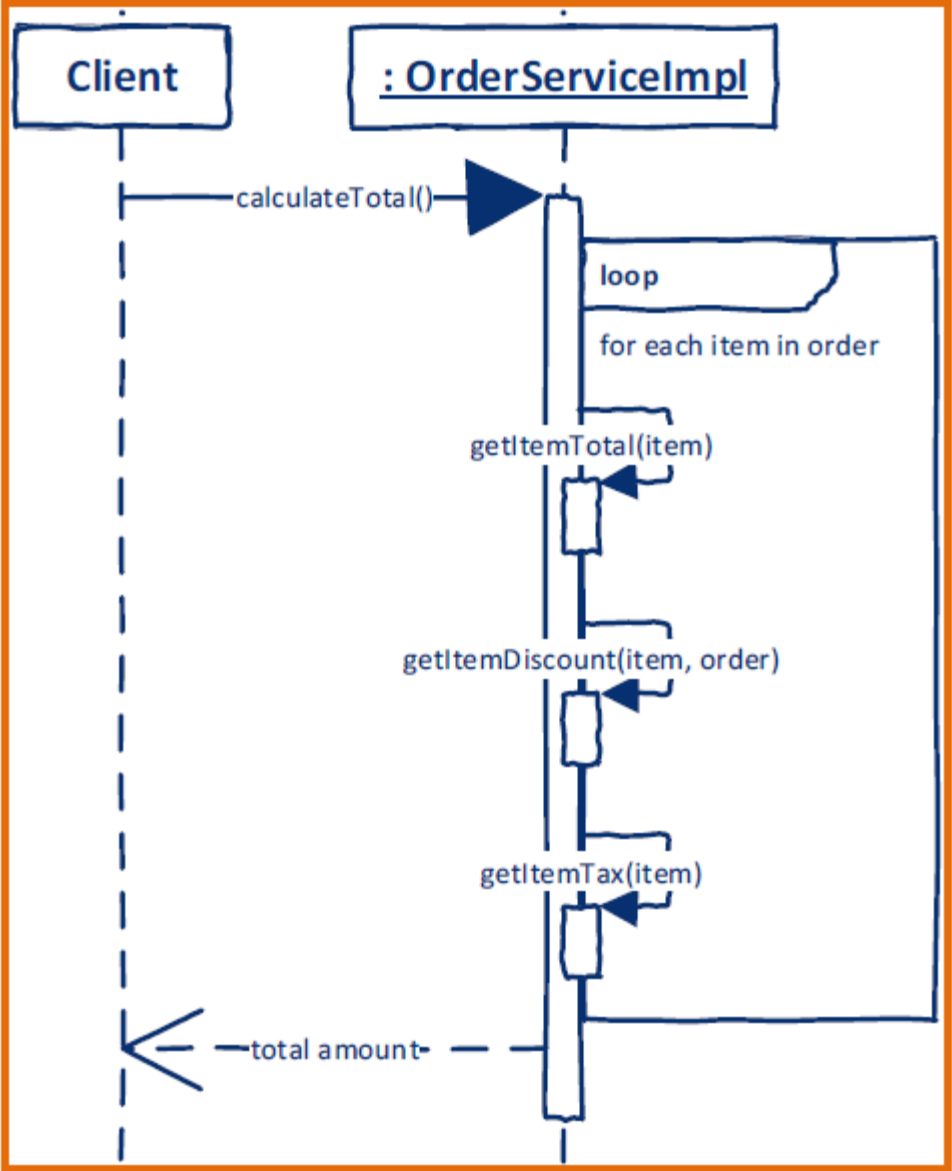 Client
: OrderServiceImpl
calculateTotal()
loop
for each item in order
getItemTotal(item)
getItemDiscount(item, order)
getItemTax(item)
total amount